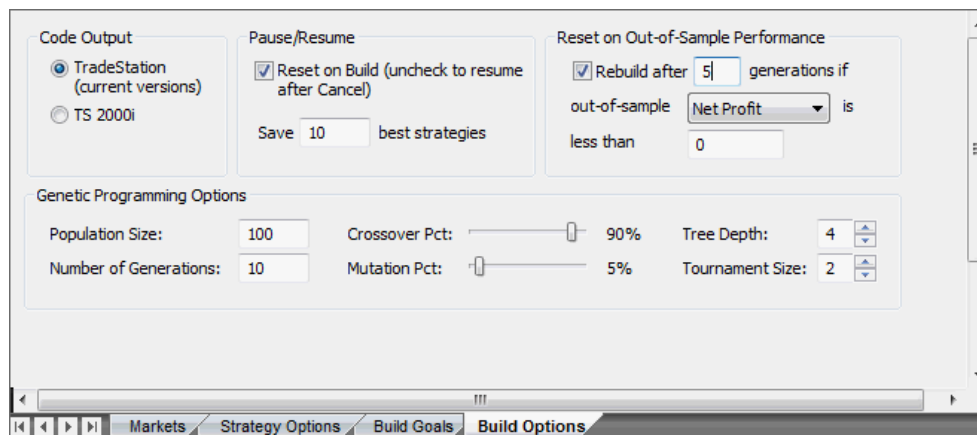 Code Output
TradeStation
(current versions)
TS 2000i
Pause/Resume
Reset on Build (uncheck to resume
after Cancel)
Save 10 best strategies
Reset on Out-of-Sample Performance
Rebuild after 5 generations if
out-of-sample Net Profit is
less than 0
Genetic Programming Options
Population Size: 100 Crossover Pct: 90% Tree Depth: 4
Number of Generations: 10 Mutation Pct: 5% Tournament Size: 2
Markets Strategy Options Build Goals Build Options